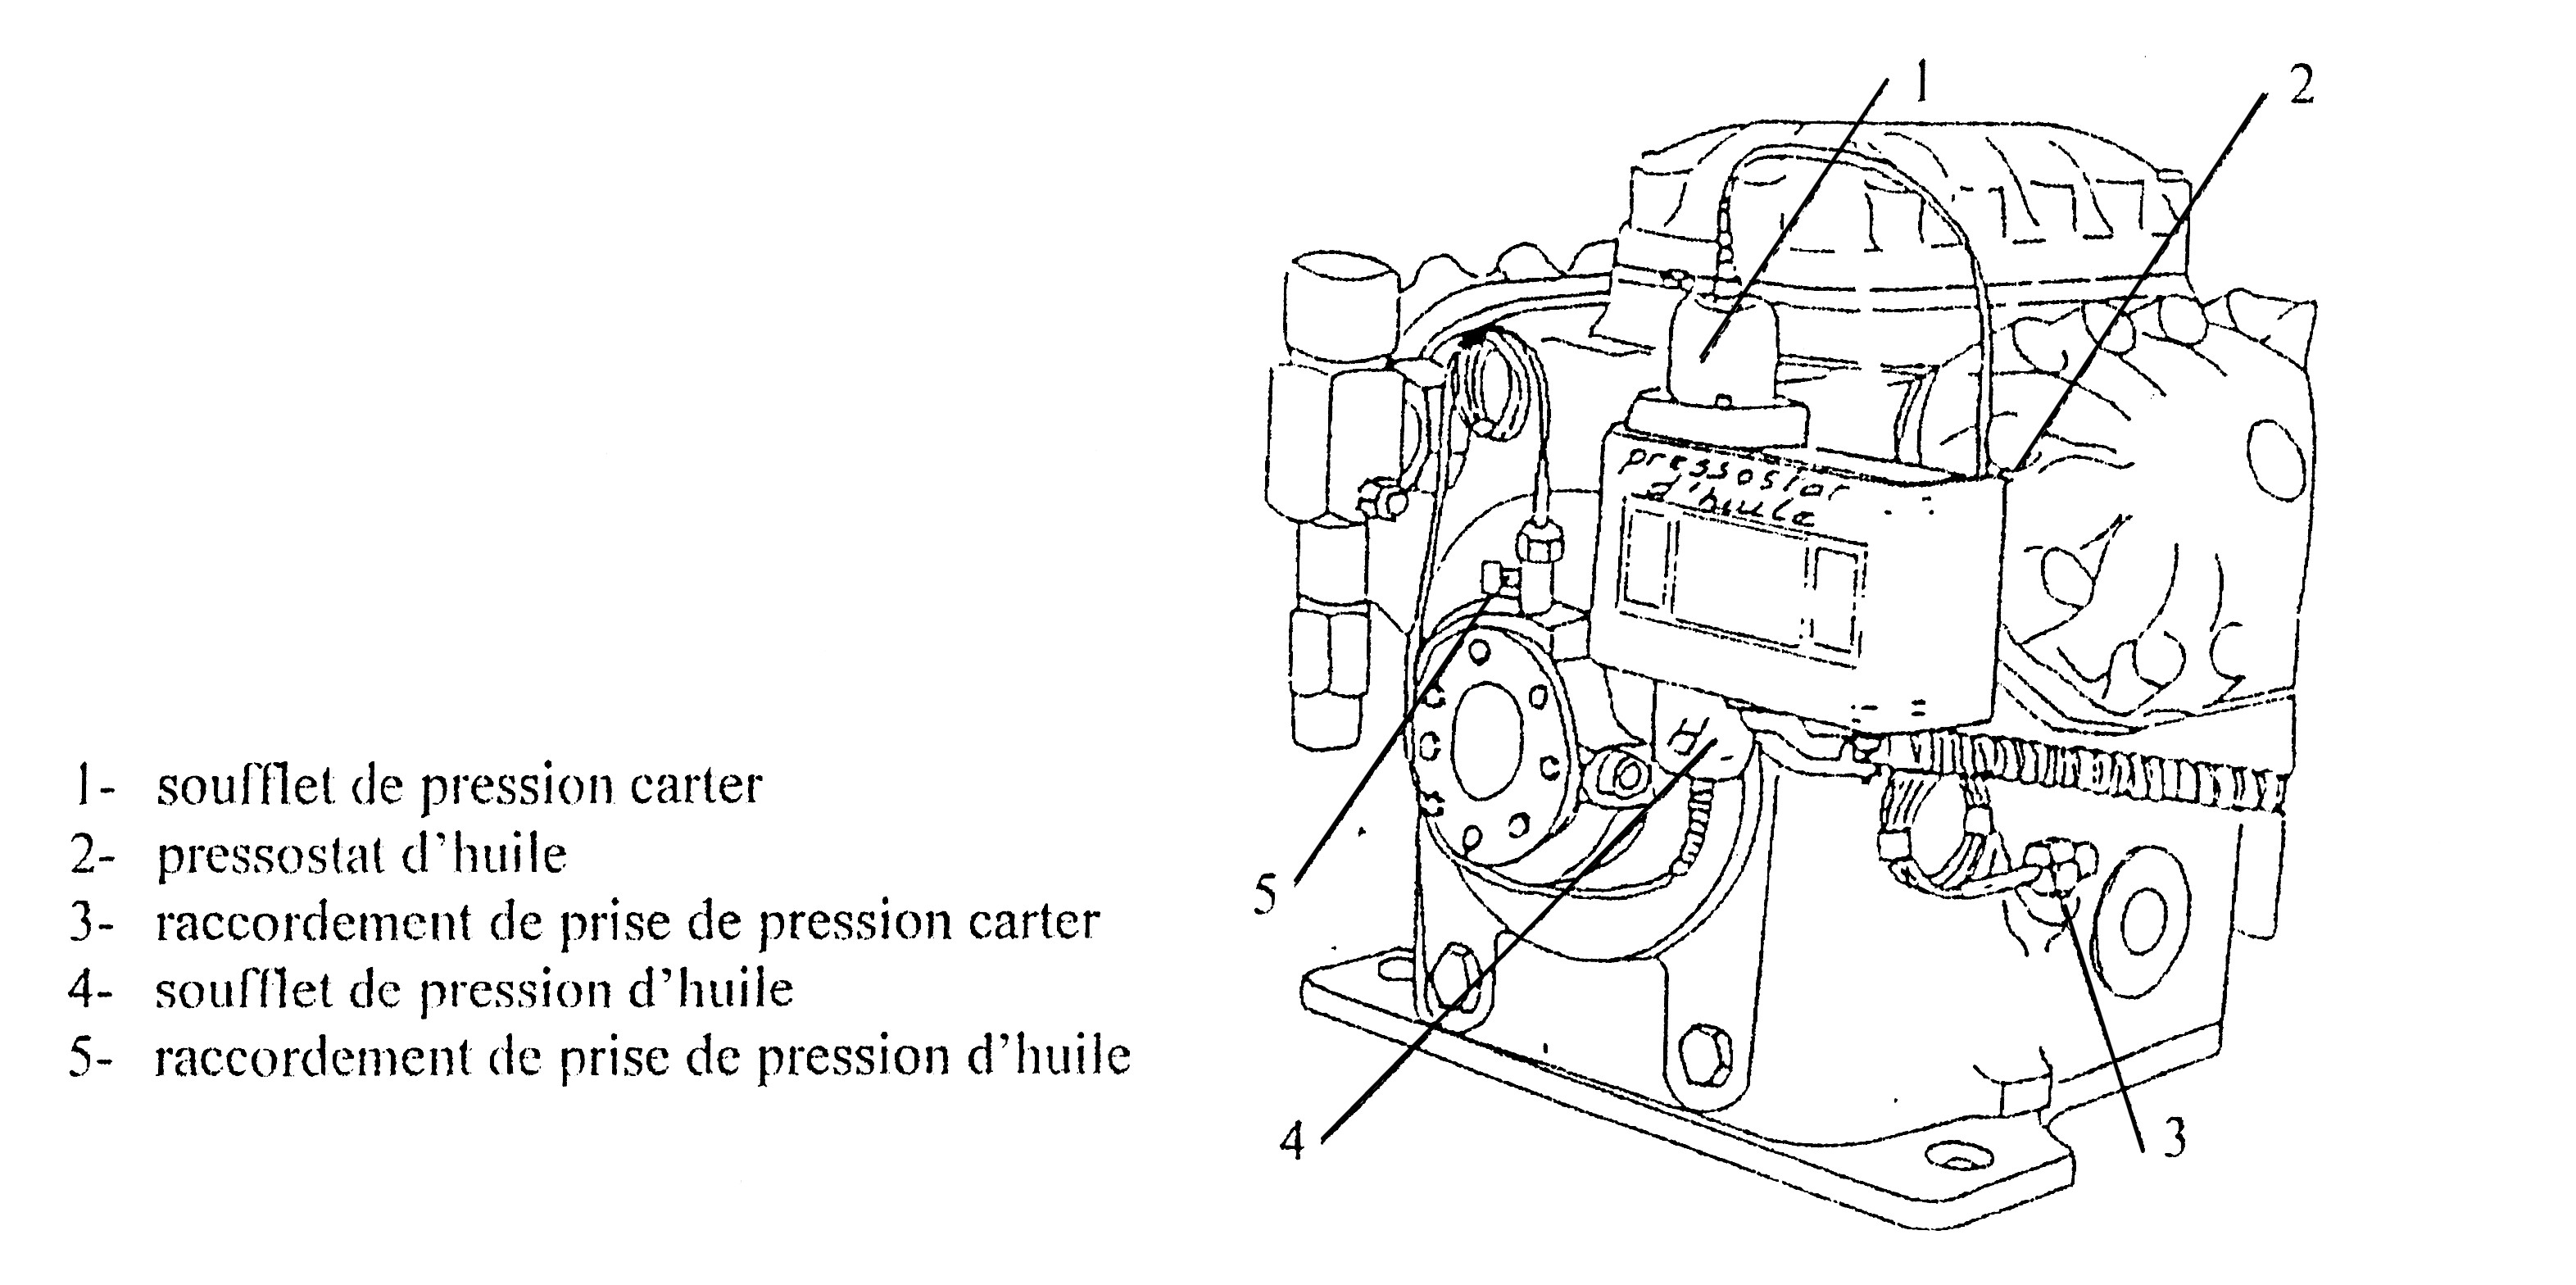 1
2
pressostat
d'huile
1- soufflet de pression carter
2- pressostat d'huile
3- raccordement de prise de pression carter
4- soufflet de pression d'huile
5- raccordement de prise de pression d'huile
5
4
3